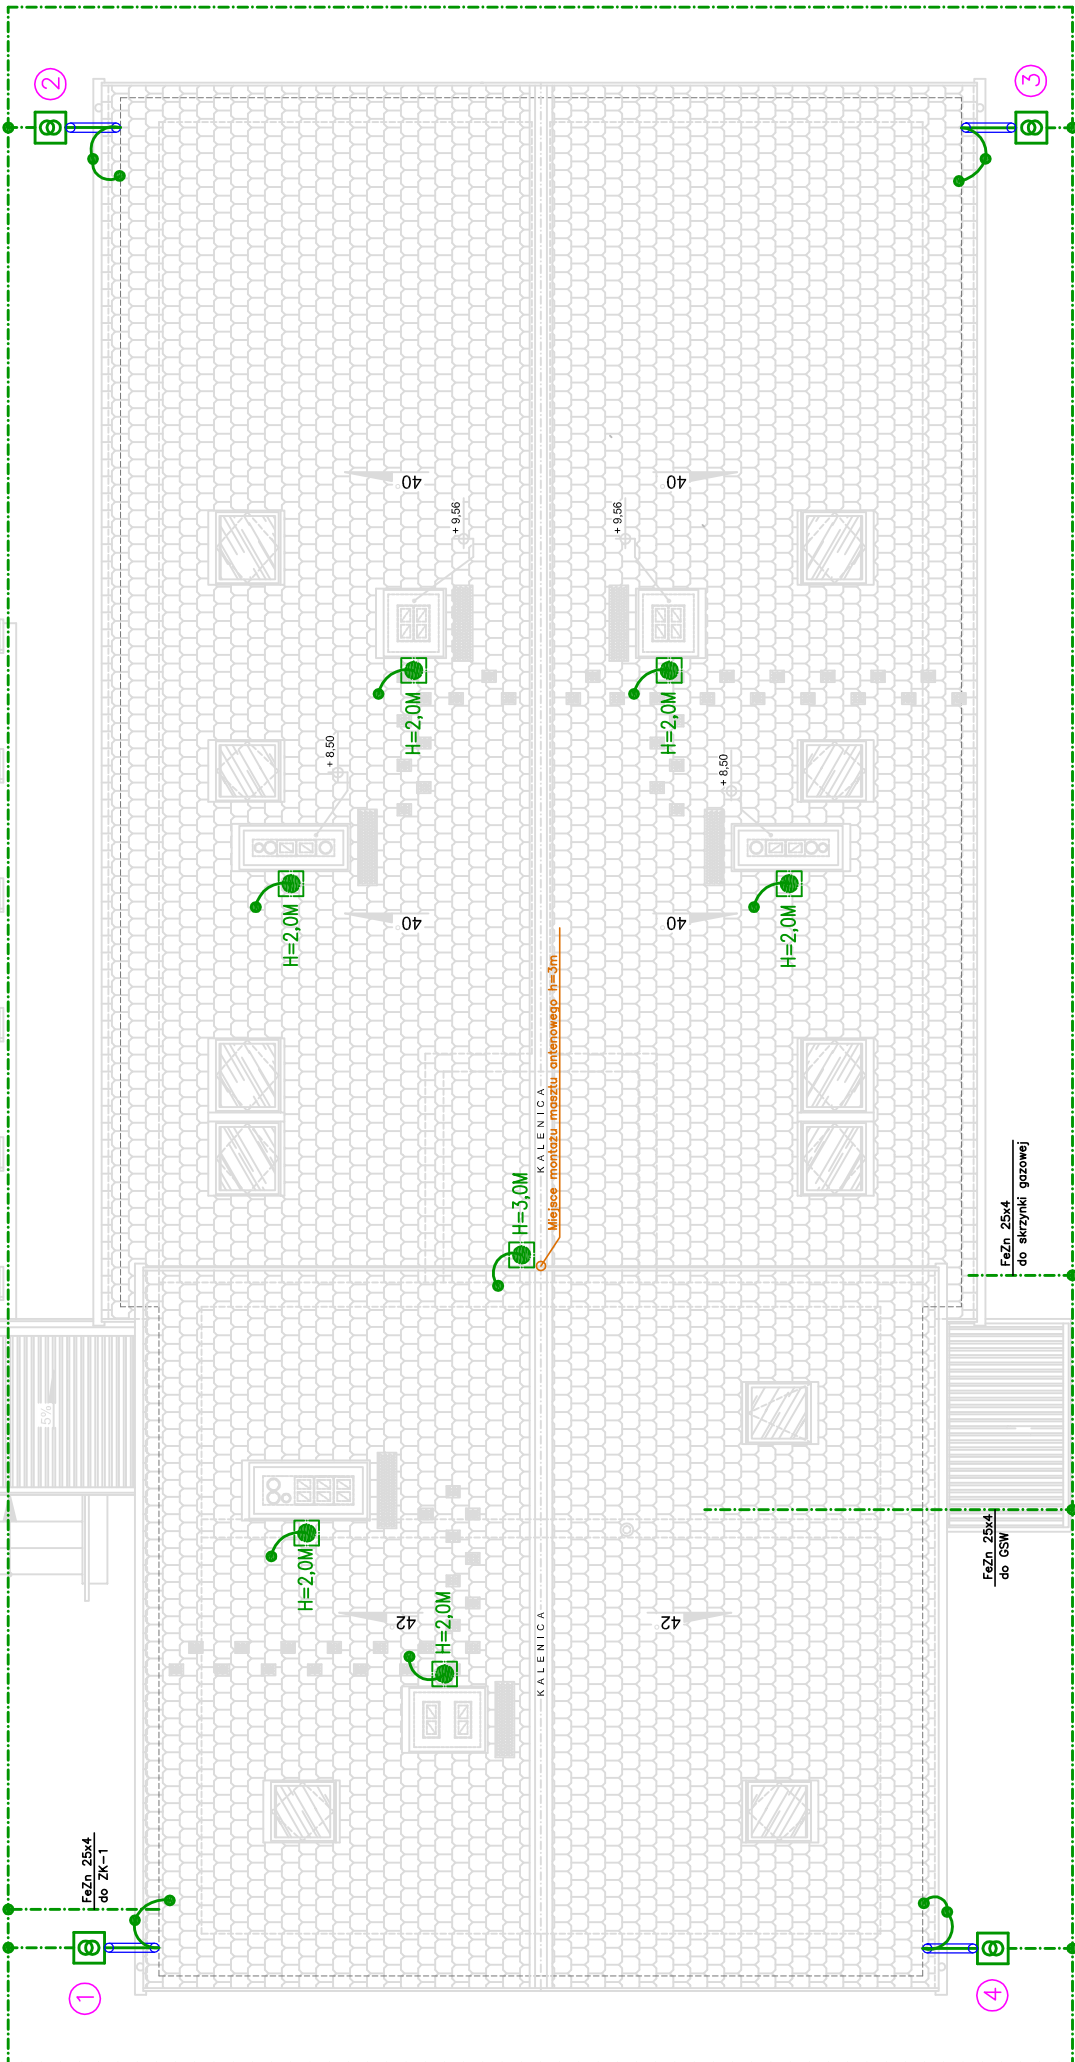 2
3
40
40
+ 9,56
+ 9,56
H=2,0M
H=2,0M
+ 8.50
+ 8,50
H=2,0M
H=2,0M
40
40
Miejsce montażu masztu antenowego h=3m
KALENICA
H=3,0M
FeZn 25x4
do skrzynki gazowej
5%
H=2,0M
FeZn 25x4
do GSW
42
42
H=2,0M
KALENICA
FeZn 25x4
do ZK-1
1
4